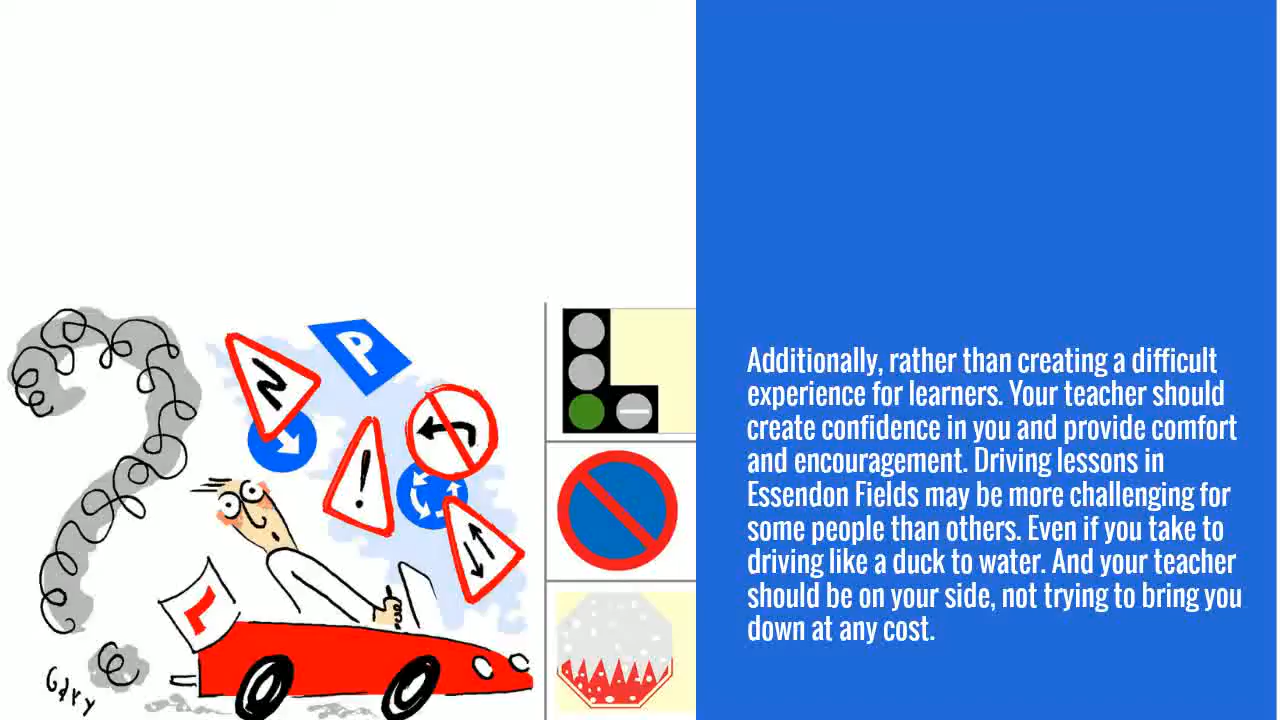 P
L
Gary
Additionally, rather than creating a difficult
experience for learners. Your teacher should
create confidence in you and provide comfort
and encouragement. Driving lessons in
Essendon Fields may be more challenging for
some people than others. Even if you take to
driving like a duck to water. And your teacher
should be on your side, not trying to bring you
down at any cost.